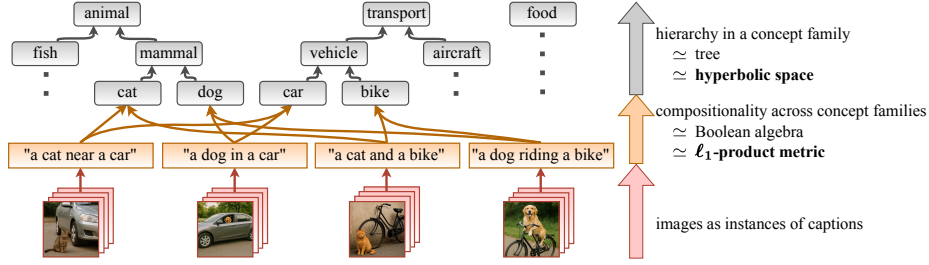 animal
transport
food
fish
mammal
vehicle
aircraft
cat
dog
car
bike
"a cat near a car"
"a dog in a car"
"a cat and a bike"
"a dog riding a bike"
hierarchy in a concept family
≃ tree
≃ hyperbolic space
compositionality across concept families
≃ Boolean algebra
≃ ℓ₁-product metric
images as instances of captions